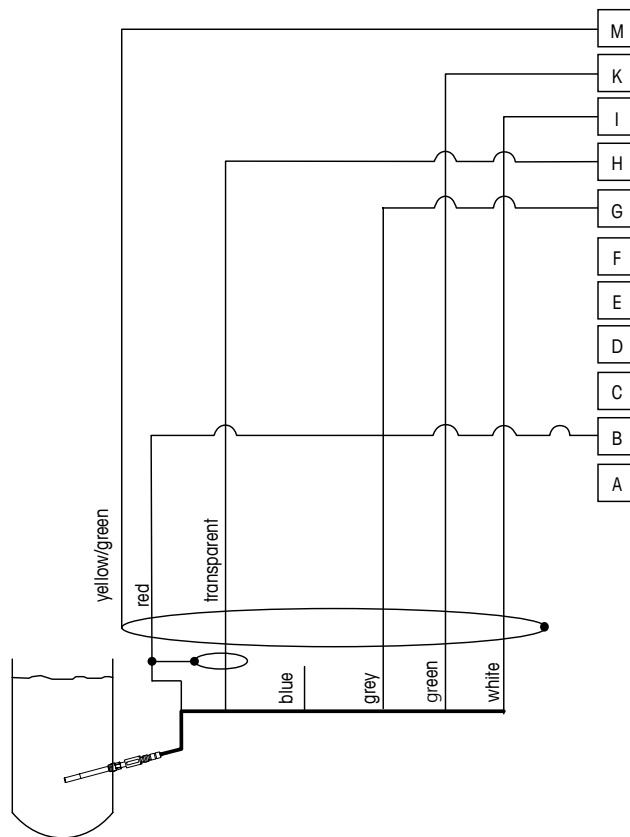 M
K
I
H
G
F
E
D
C
B
A
yellow/green
red
transparent
blue
grey
green
white